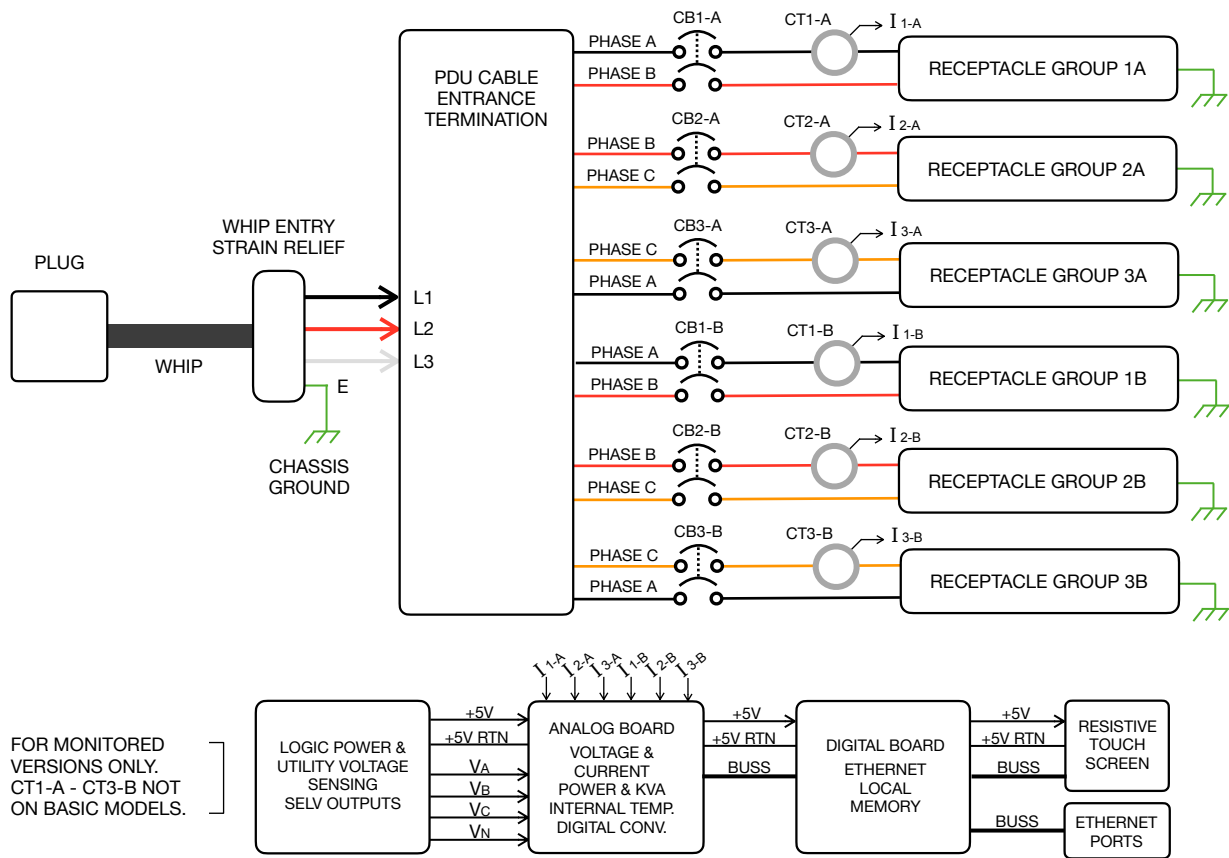 CB1-A
CT1-A
I 1-A
PHASE A
PHASE B
RECEPTACLE GROUP 1A
PDU CABLE
ENTRANCE
TERMINATION
CB2-A
CT2-A
I 2-A
PHASE B
PHASE C
RECEPTACLE GROUP 2A
CB3-A
CT3-A
I 3-A
PHASE C
PHASE A
RECEPTACLE GROUP 3A
WHIP ENTRY
STRAIN RELIEF
PLUG
WHIP
L1
L2
L3
E
CHASSIS
GROUND
CB1-B
CT1-B
I 1-B
PHASE A
PHASE B
RECEPTACLE GROUP 1B
CB2-B
CT2-B
I 2-B
PHASE B
PHASE C
RECEPTACLE GROUP 2B
CB3-B
CT3-B
I 3-B
PHASE C
PHASE A
RECEPTACLE GROUP 3B
I 1-A
I 2-A
I 3-A
I 1-B
I 2-B
I 3-B
FOR MONITORED
VERSIONS ONLY.
CT1-A - CT3-B NOT
ON BASIC MODELS.
LOGIC POWER &
UTILITY VOLTAGE
SENSING
SELV OUTPUTS
+5V
+5V RTN
VA
VB
VC
VN
ANALOG BOARD
VOLTAGE &
CURRENT
POWER & KVA
INTERNAL TEMP.
DIGITAL CONV.
+5V
+5V RTN
BUSS
DIGITAL BOARD
ETHERNET
LOCAL
MEMORY
+5V
+5V RTN
BUSS
RESISTIVE
TOUCH
SCREEN
BUSS
ETHERNET
PORTS